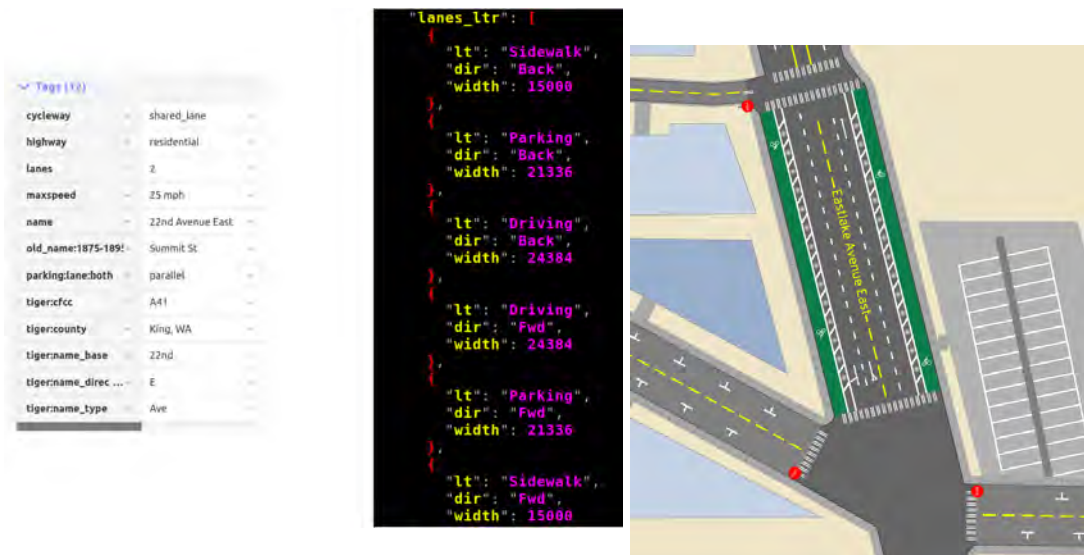 Tags (12)
cycleway shared_lane
highway residential
lanes 2
maxspeed 25 mph
name 22nd Avenue East
old_name:1875-189 Summit St
parking:lane:both parallel
tiger:cfcc A41
tiger:county King, WA
tiger:name_base 22nd
tiger:name_direc ... E
tiger:name_type Ave
"lanes_ltr": [
{
"lt": "Sidewalk",
"dir": "Back",
"width": 15000
},
{
"lt": "Parking",
"dir": "Back",
"width": 21336
},
{
"lt": "Driving",
"dir": "Back",
"width": 24384
},
{
"lt": "Driving",
"dir": "Fwd",
"width": 24384
},
{
"lt": "Parking",
"dir": "Fwd",
"width": 21336
},
{
"lt": "Sidewalk",
"dir": "Fwd",
"width": 15000
Eastlake Avenue East